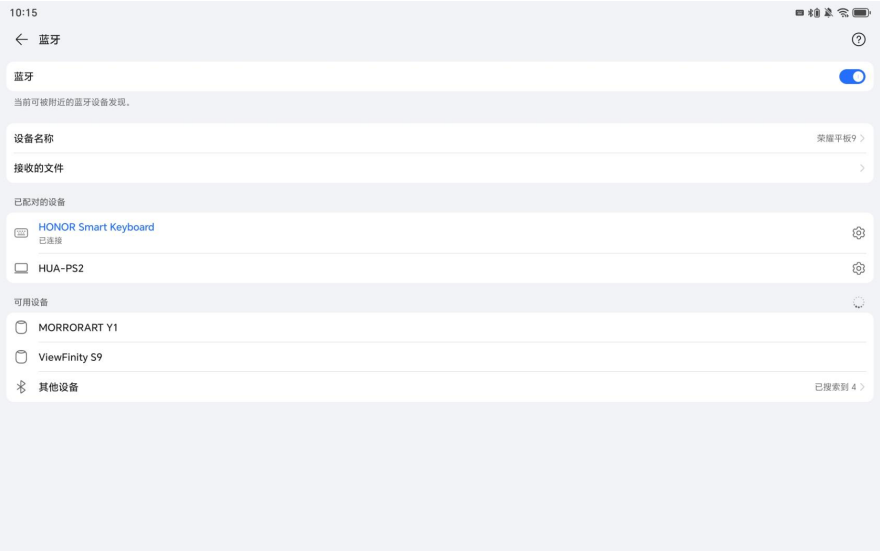 10:15
蓝牙
蓝牙
当前可被附近的蓝牙设备发现。
设备名称
荣耀平板9
接收的文件
已配对的设备
HONOR Smart Keyboard
已连接
HUA-PS2
可用设备
MORRORART Y1
ViewFinity S9
其他设备
已搜索到 4